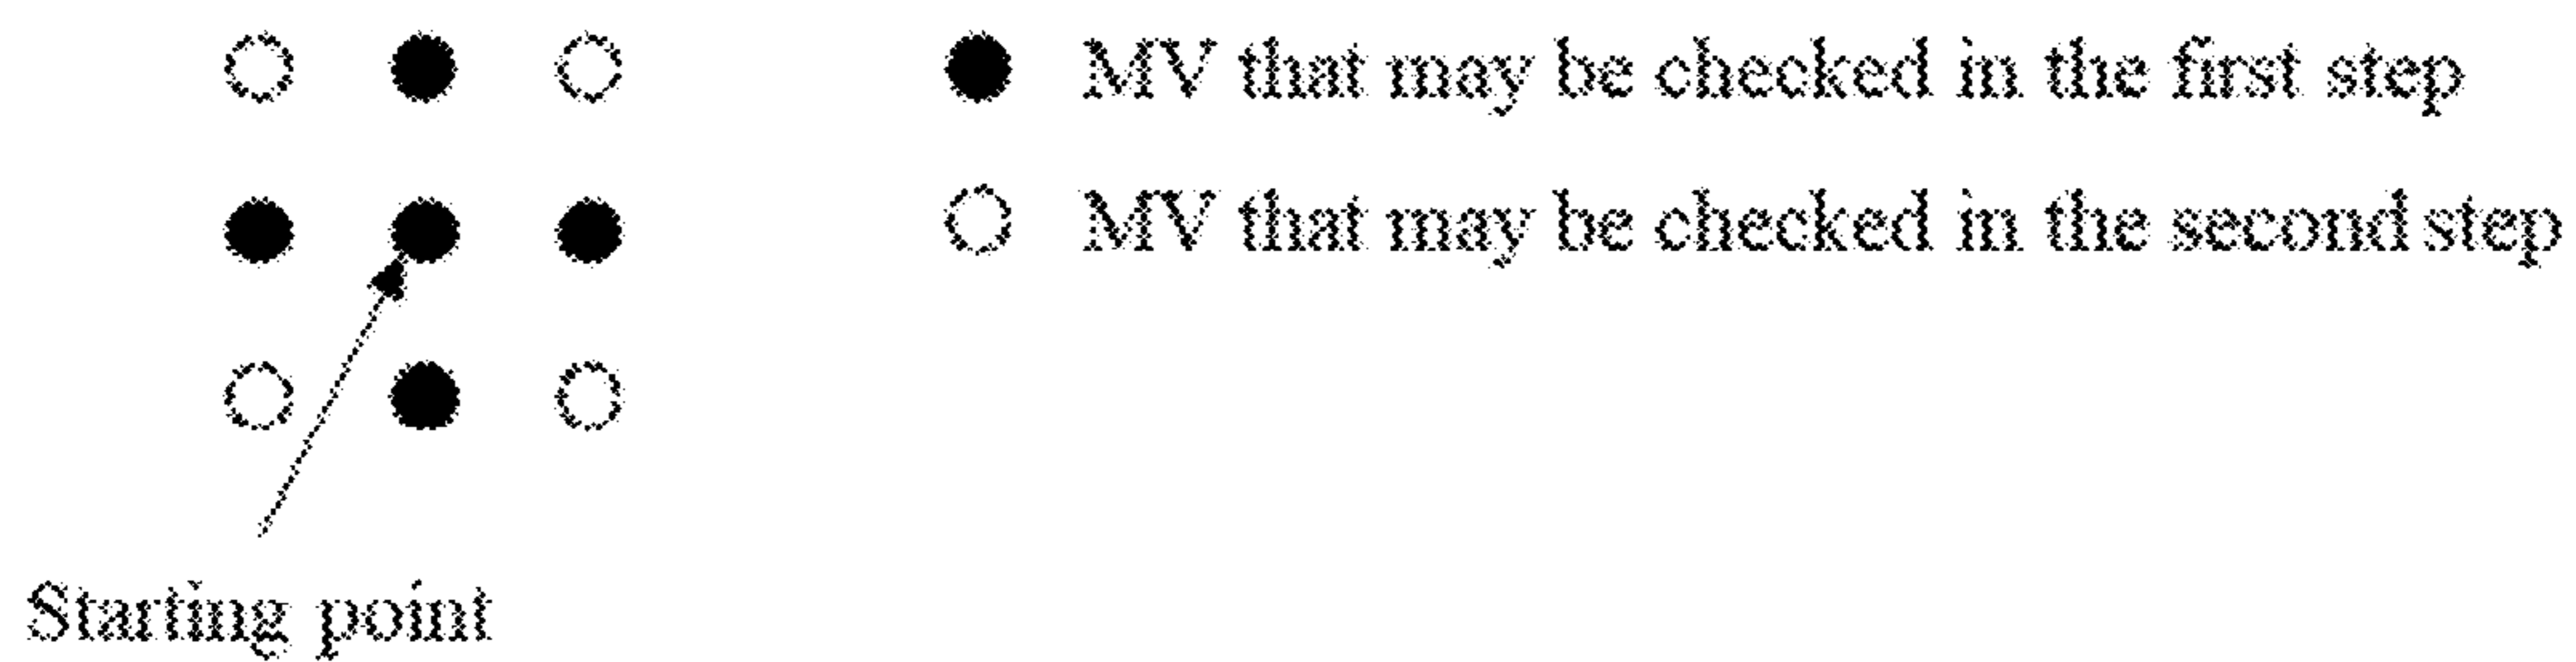 MV that may be checked in the first step
MV that may be checked in the second step
Starting point